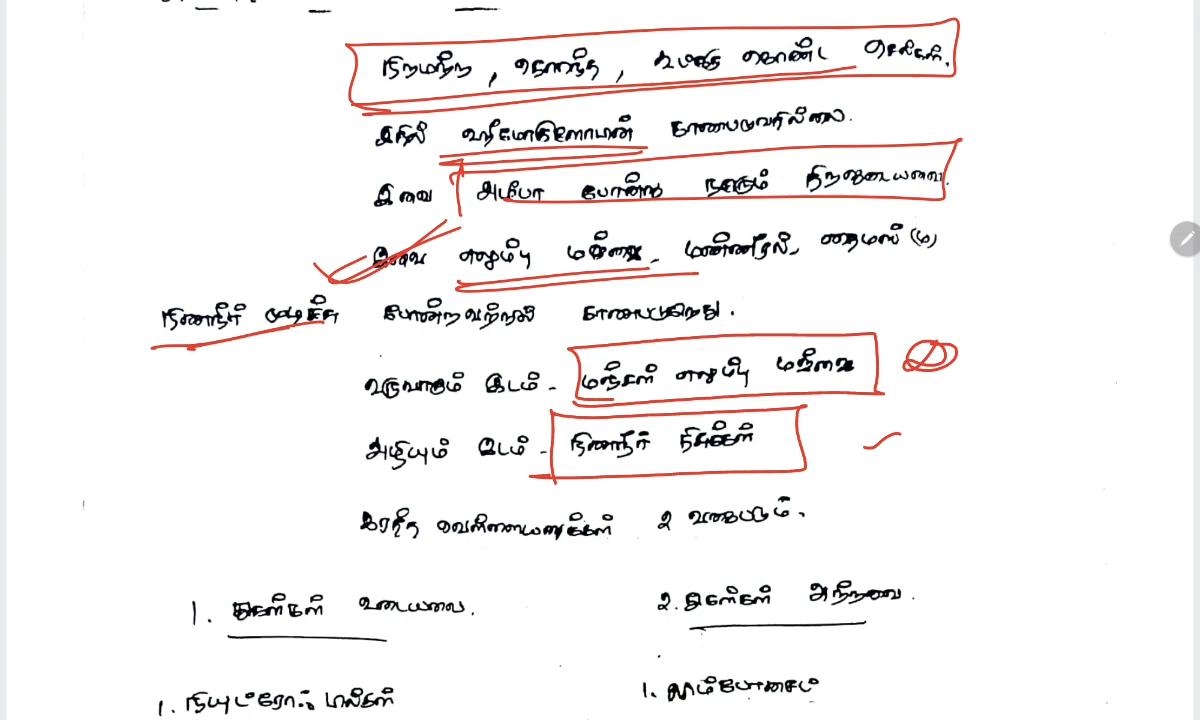 நிறமற்ற, தெளிந்த, உட்கரு கொண்ட செல்கள்.
இதில் ஹீமோகுளோபின் காணப்படுவதில்லை.
இவை அமீபா போன்று நகரும் திறனுடையவை.
இவை எலும்பு மஜ்ஜை, மண்ணீரல், தைமஸ் (ம)
நிணநீர் முடிச்சு போன்றவற்றில் காணப்படுகிறது.
உருவாகும் இடம் - மஞ்சள் எலும்பு மஜ்ஜை
அழியும் இடம் - நிணநீர்
இரத்த வெள்ளையணுக்கள் 2 வகைப்படும்.
1. துகள்கள் உடையவை. 2. துகள்கள் அற்றவை.
1. நியூட்ரோஃபில்கள் 1. லிம்போசைட்